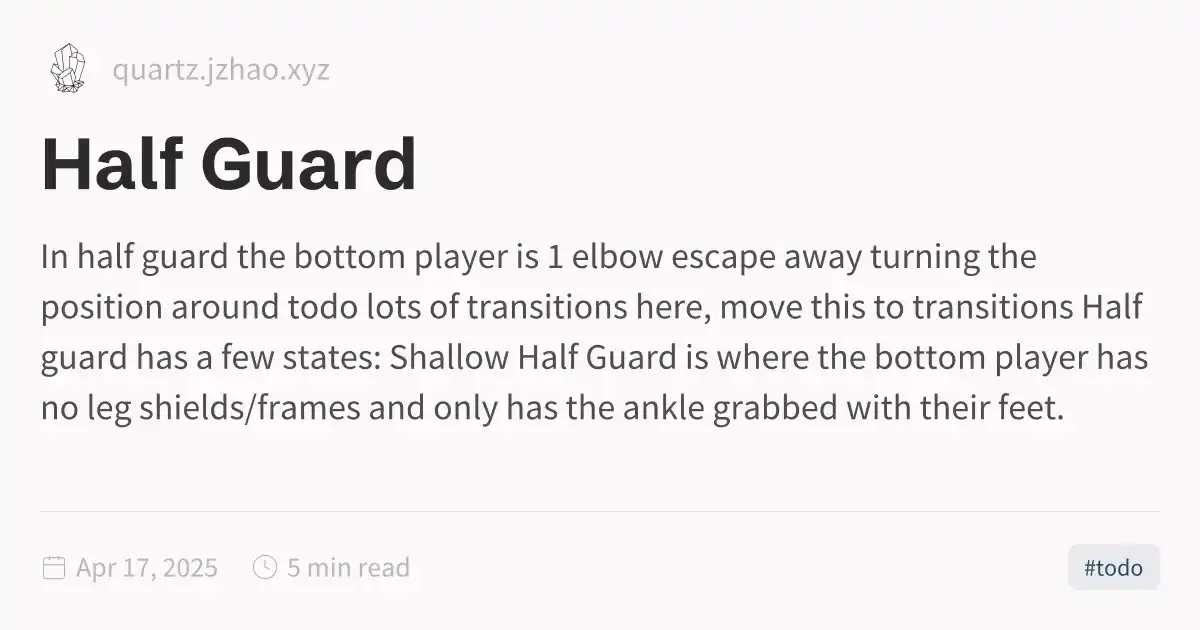 quartz.jzhao.xyz
Half Guard
In half guard the bottom player is 1 elbow escape away turning the
position around todo lots of transitions here, move this to transitions Half
guard has a few states: Shallow Half Guard is where the bottom player has
no leg shields/frames and only has the ankle grabbed with their feet.
Apr 17, 2025 5 min read #todo